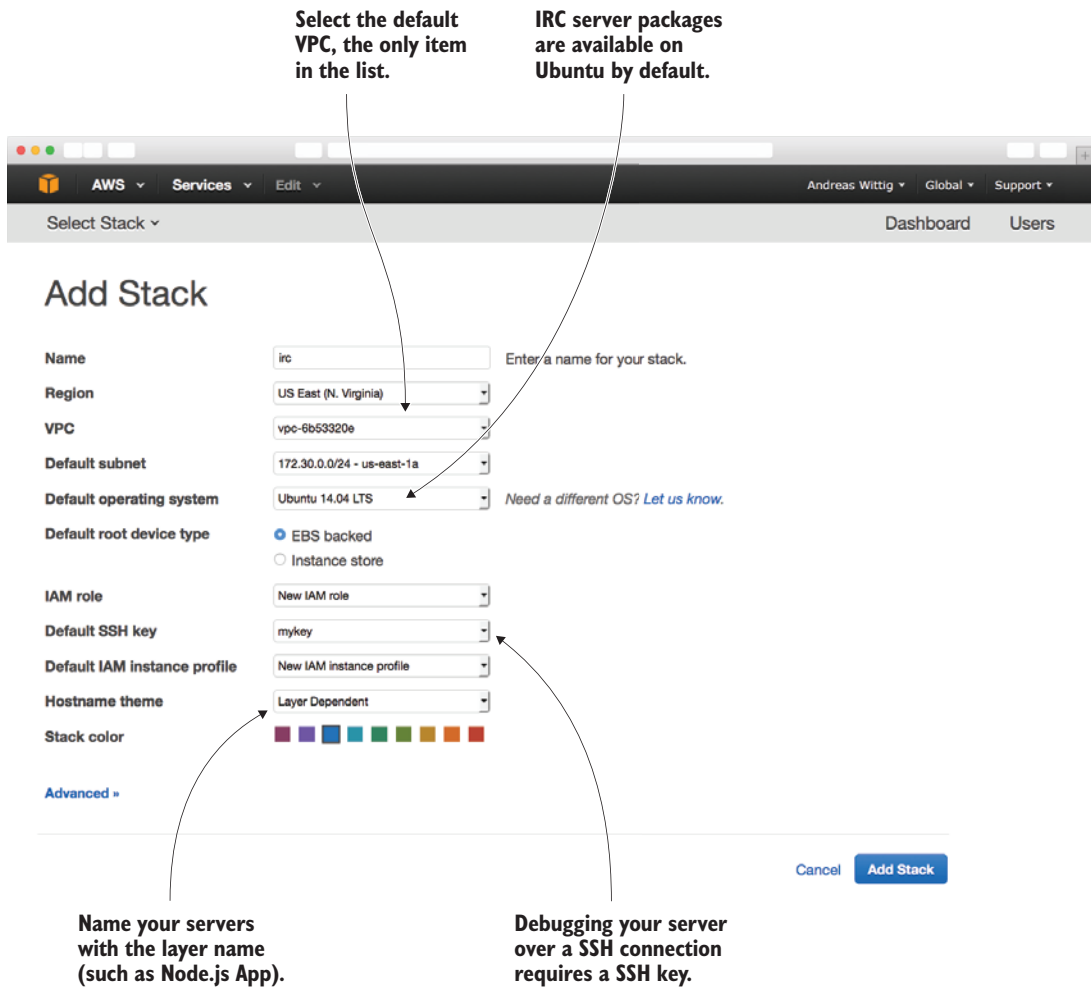 Select the default
VPC, the only item
in the list.
IRC server packages
are available on
Ubuntu by default.
AWS Services Edit Andreas Wittig Global Support
Select Stack Dashboard Users
Add Stack
Name irc Enter a name for your stack.
Region US East (N. Virginia)
VPC vpc-6b53320e
Default subnet 172.30.0.0/24 - us-east-1a
Default operating system Ubuntu 14.04 LTS Need a different OS? Let us know.
Default root device type EBS backed
Instance store
IAM role New IAM role
Default SSH key mykey
Default IAM instance profile New IAM instance profile
Hostname theme Layer Dependent
Stack color
Advanced »
Cancel Add Stack
Name your servers
with the layer name
(such as Node.js App).
Debugging your server
over a SSH connection
requires a SSH key.